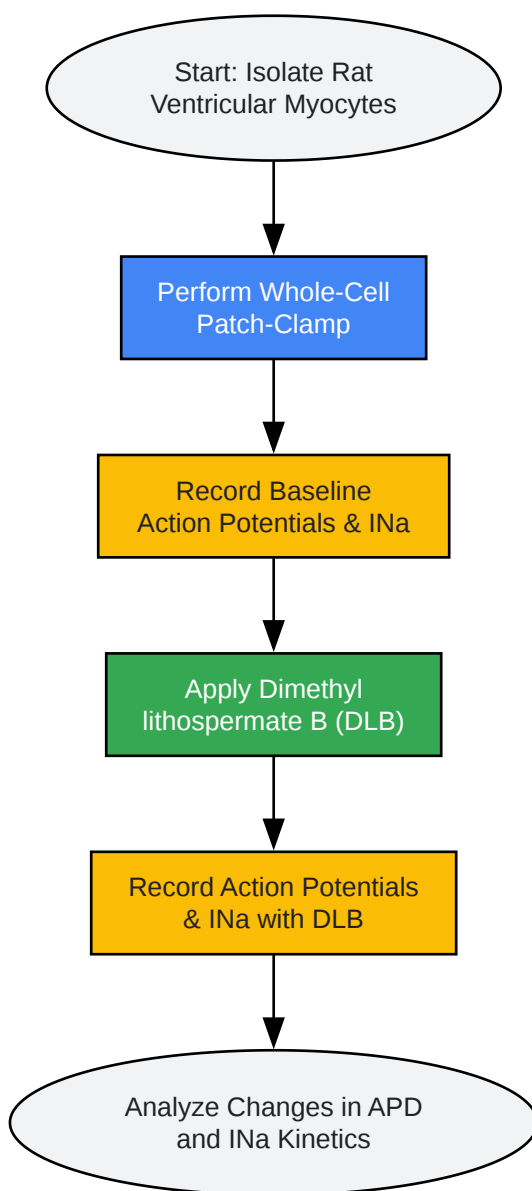 Start: Isolate Rat
Ventricular Myocytes
Perform Whole-Cell
Patch-Clamp
Record Baseline
Action Potentials & INa
Apply Dimethyl
lithospermate B (DLB)
Record Action Potentials
& INa with DLB
Analyze Changes in APD
and INa Kinetics